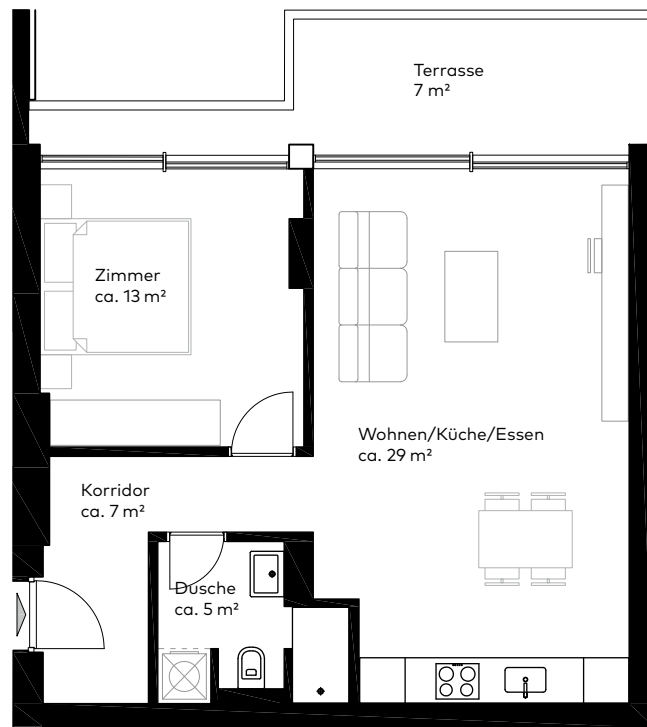 Terrasse
7 m²
Zimmer
ca. 13 m²
Wohnen/Küche/Essen
ca. 29 m²
Korridor
ca. 7 m²
Dusche
ca. 5 m²